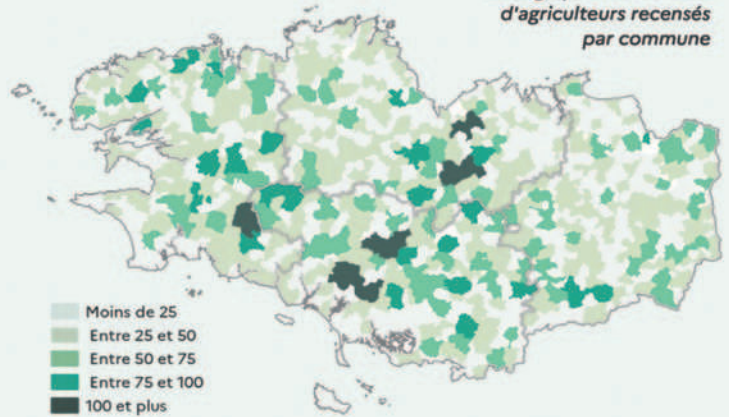 d'agriculteurs recensés
par commune
Moins de 25
Entre 25 et 50
Entre 50 et 75
Entre 75 et 100
100 et plus